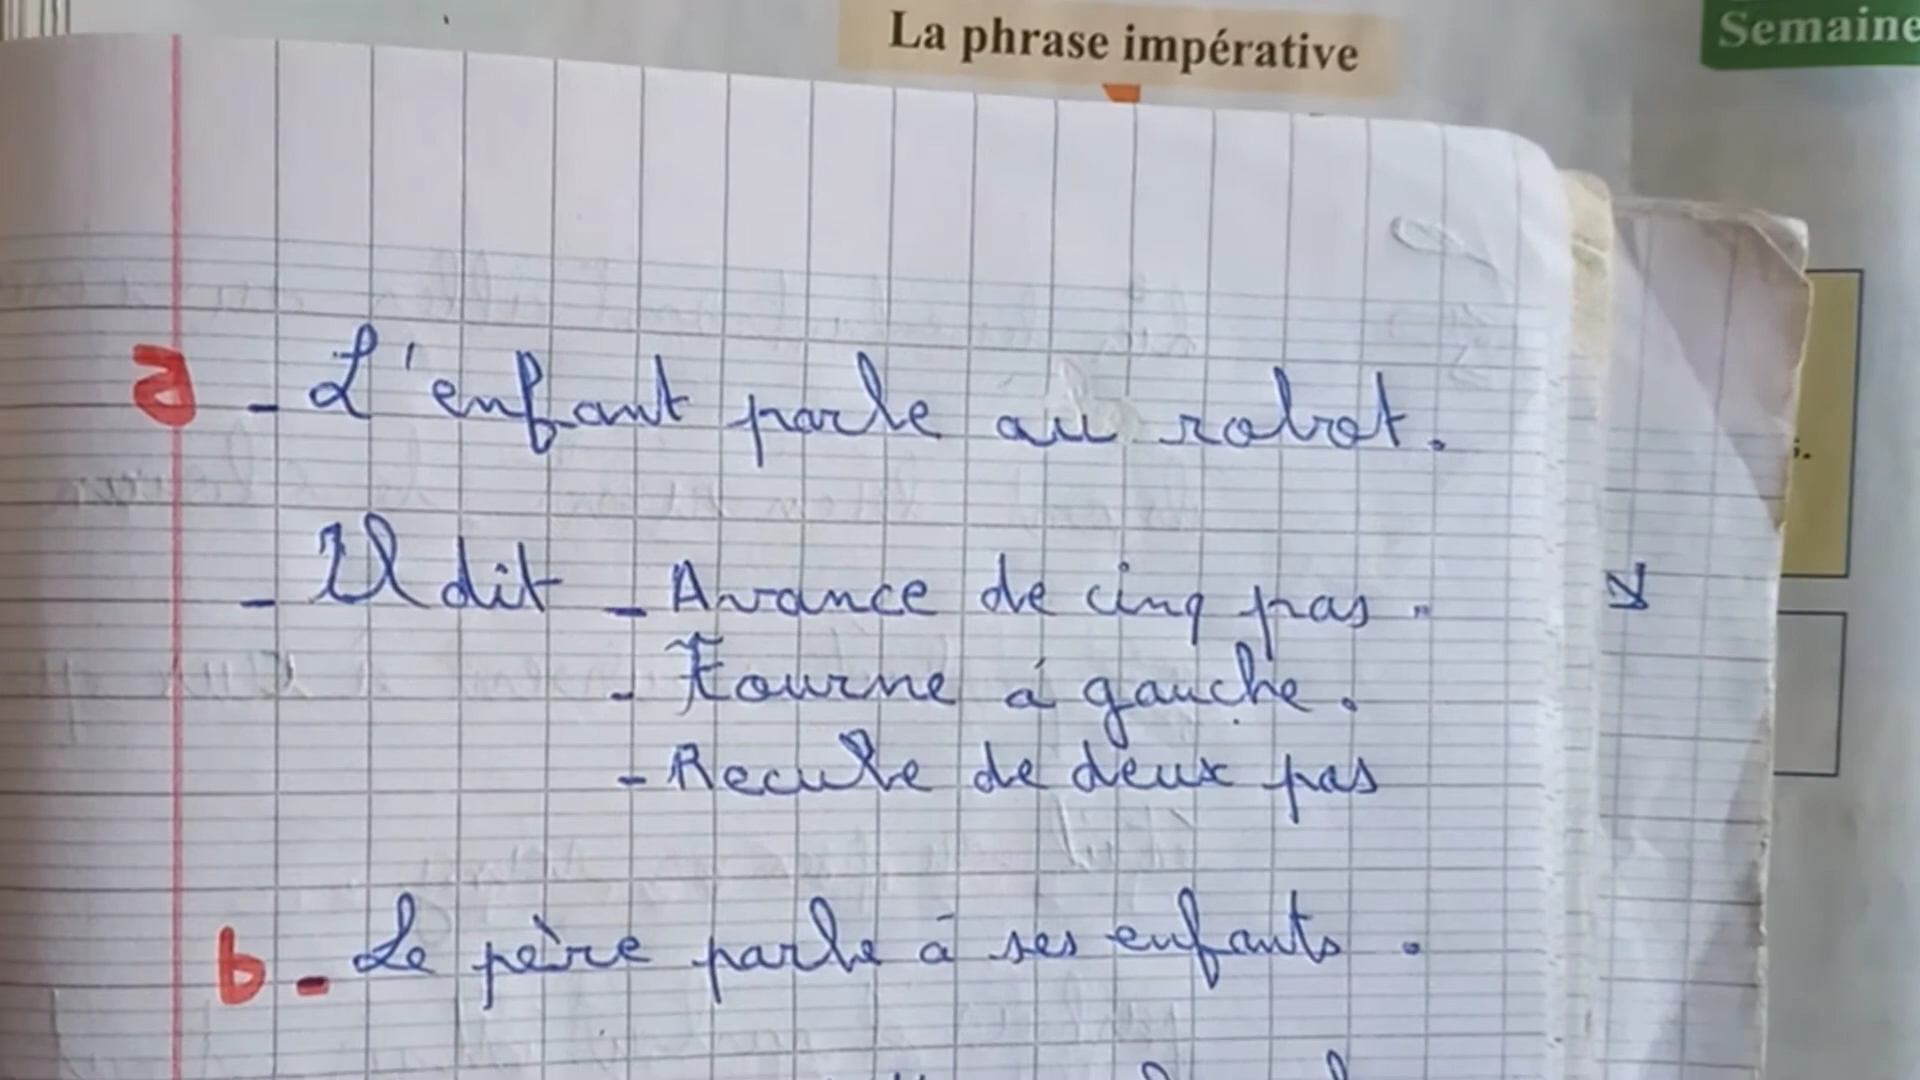 La phrase impérative
Semaine
a - L'enfant parle au robot.
- Il dit - Avance de cinq pas.
- Tourne à gauche.
- Recule de deux pas
b - Le père parle à ses enfants.